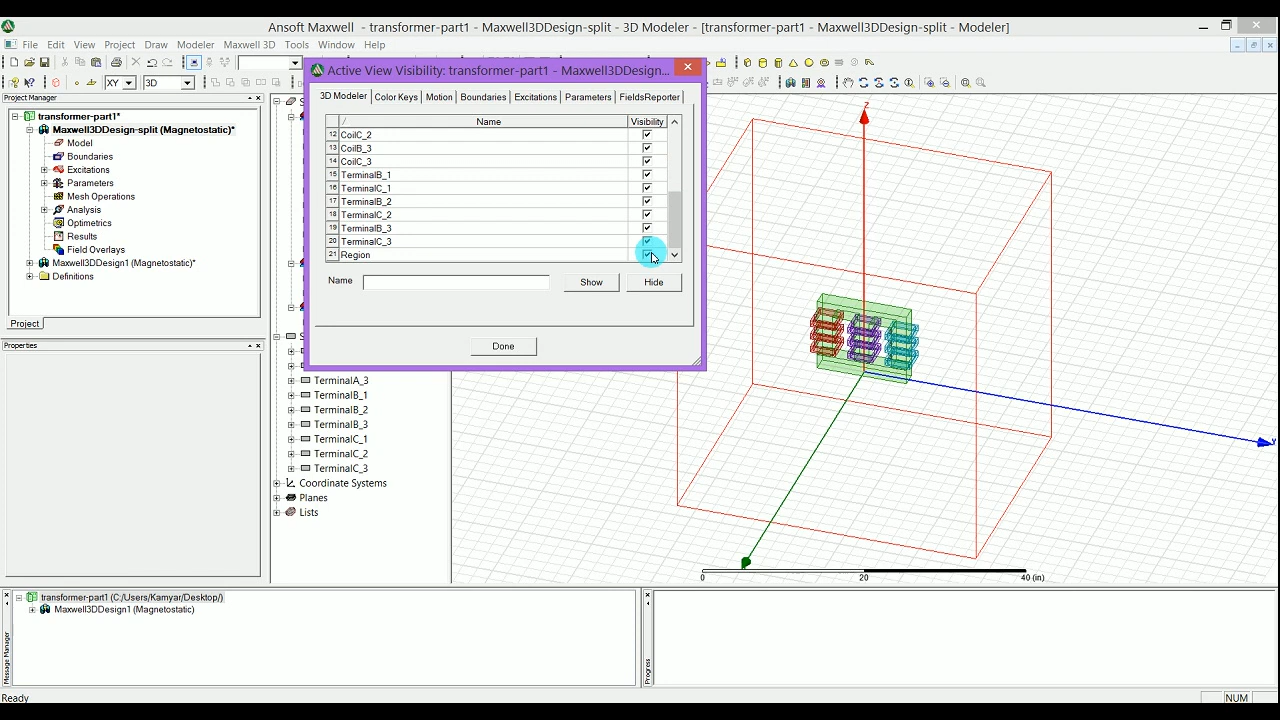 Ansoft Maxwell - transformer-part1 - Maxwell3DDesign-split - 3D Modeler - [transformer-part1 - Maxwell3DDesign-split - Modeler]
File Edit View Project Draw Modeler Maxwell 3D Tools Window Help
XY 3D
Project Manager
transformer-part1*
Maxwell3DDesign-split (Magnetostatic)*
Model
Boundaries
Excitations
Parameters
Mesh Operations
Analysis
Optimetrics
Results
Field Overlays
Maxwell3DDesign1 (Magnetostatic)*
Definitions
Project
Properties
Active View Visibility: transformer-part1 - Maxwell3DDesign...
3D Modeler Color Keys Motion Boundaries Excitations Parameters FieldsReporter
/ Name Visibility
12 CoilC_2
13 CoilB_3
14 CoilC_3
15 TerminalB_1
16 TerminalC_1
17 TerminalB_2
18 TerminalC_2
19 TerminalB_3
20 TerminalC_3
21 Region
Name Show Hide
Done
TerminalA_3
TerminalB_1
TerminalB_2
TerminalB_3
TerminalC_1
TerminalC_2
TerminalC_3
Coordinate Systems
Planes
Lists
Z
0 20 40 (in)
transformer-part1 (C:/Users/Kamyar/Desktop/)
Maxwell3DDesign1 (Magnetostatic)
Message Manager
Progress
Ready
NUM